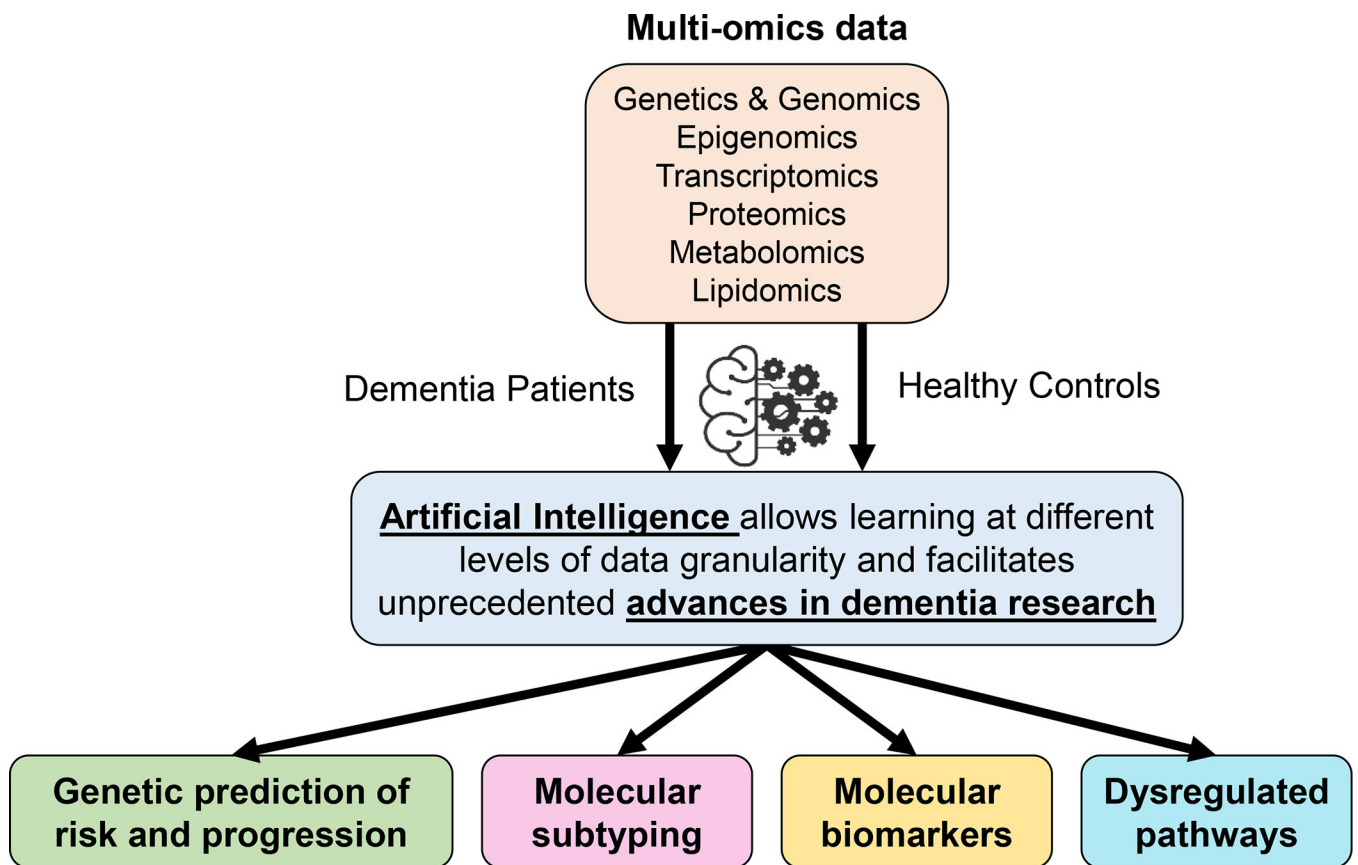 Multi-omics data
Genetics & Genomics
Epigenomics
Transcriptomics
Proteomics
Metabolomics
Lipidomics
Dementia Patients
Healthy Controls
Artificial Intelligence allows learning at different
levels of data granularity and facilitates
unprecedented advances in dementia research
Genetic prediction of
risk and progression
Molecular
subtyping
Molecular
biomarkers
Dysregulated
pathways